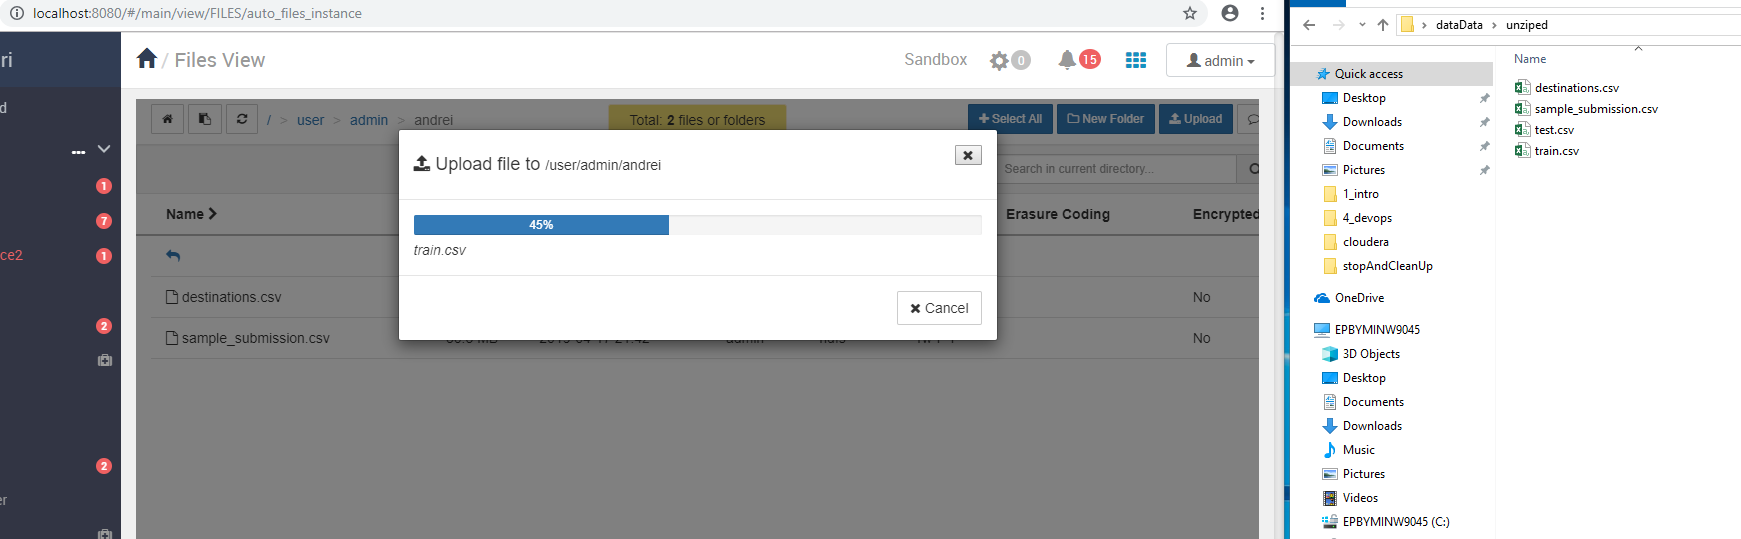 localhost:8080/#/main/view/FILES/auto_files_instance
ri
/ Files View
Sandbox
0
15
admin
d
...
1
7
ce2
1
2
2
er
/ > user > admin > andrei
Total: 2 files or folders
Select All
New Folder
Upload
Search in current directory...
Upload file to /user/admin/andrei
45%
train.csv
Cancel
Name
Erasure Coding
Encrypted
destinations.csv
No
sample_submission.csv
admin
No
dataData > unziped
Name
Quick access
Desktop
Downloads
Documents
Pictures
1_intro
4_devops
cloudera
stopAndCleanUp
OneDrive
EPBYMINW9045
3D Objects
Desktop
Documents
Downloads
Music
Pictures
Videos
EPBYMINW9045 (C:)
destinations.csv
sample_submission.csv
test.csv
train.csv